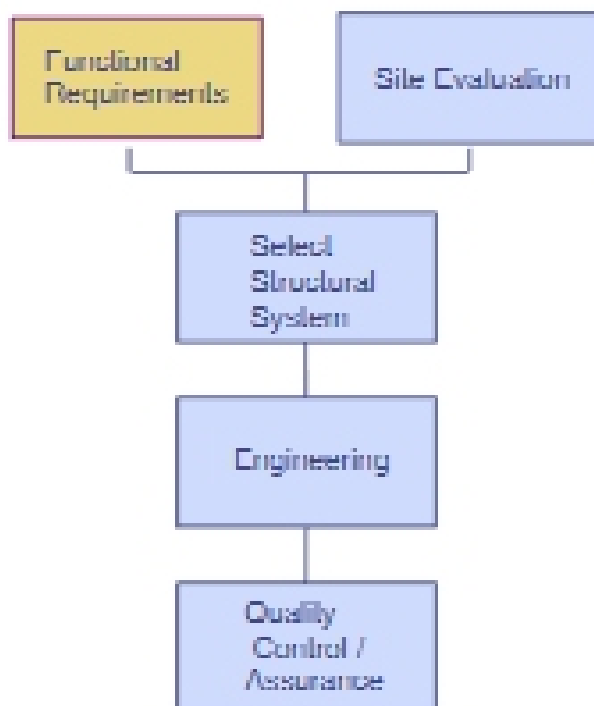 Functional
Requirements
Site Evaluation
Select
Structural
System
Engineering
Quality
Control /
Assurance